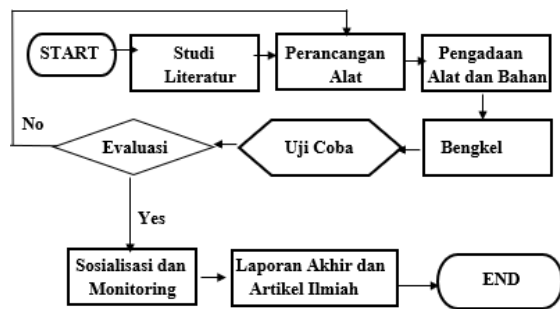 START
Studi
Literatur
Perancangan
Alat
Pengadaan
Alat dan Bahan
No
Evaluasi
Uji Coba
Bengkel
Yes
Sosialisasi dan
Monitoring
Laporan Akhir dan
Artikel Ilmiah
END